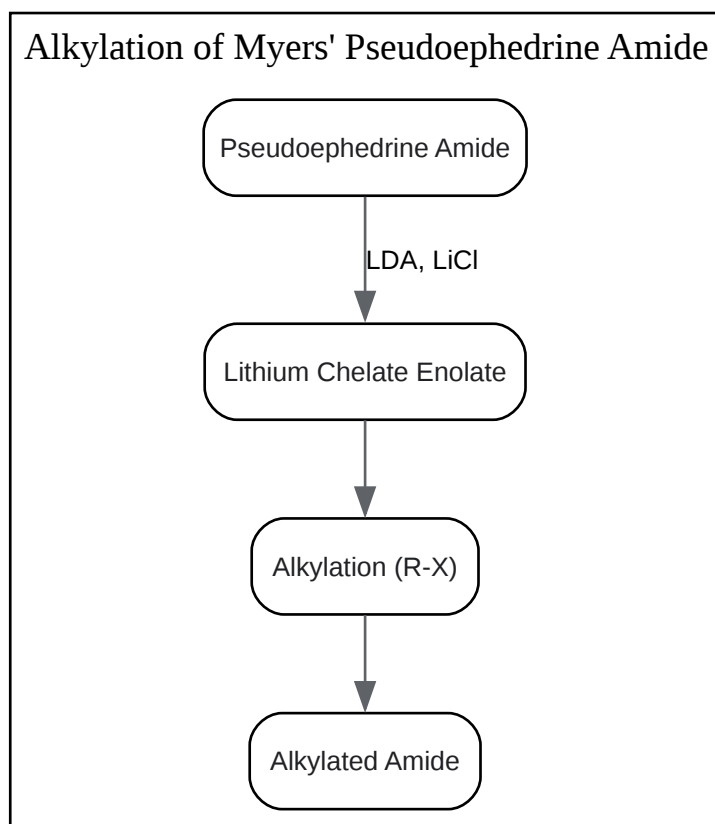 Alkylation of Myers' Pseudoephedrine Amide
Pseudoephedrine Amide
LDA, LiCl
Lithium Chelate Enolate
Alkylation (R-X)
Alkylated Amide